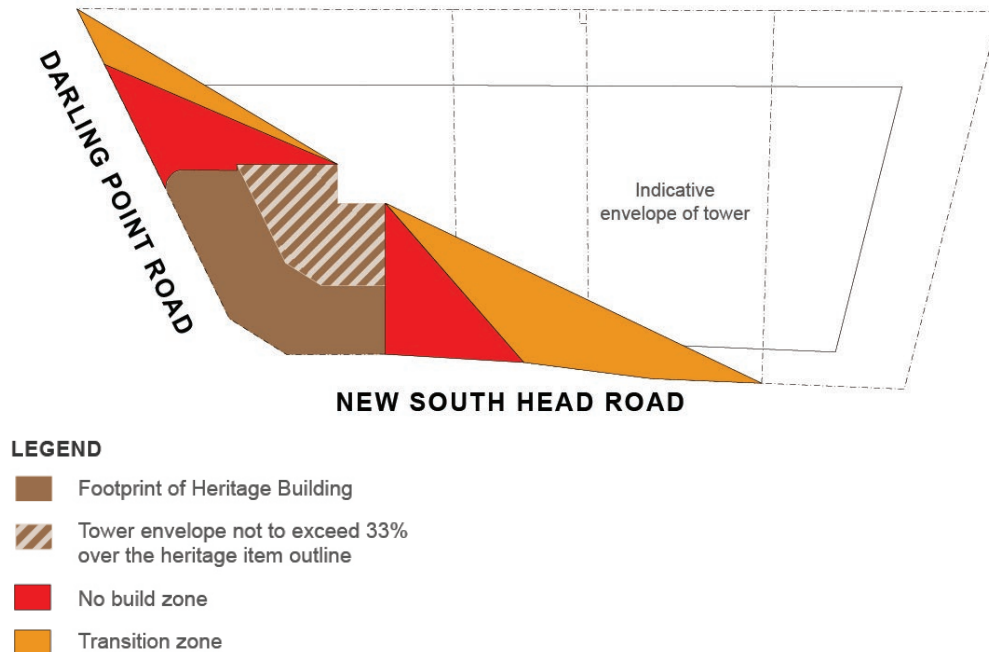 DARLING POINT ROAD
Indicative
envelope of tower
NEW SOUTH HEAD ROAD
LEGEND
Footprint of Heritage Building
Tower envelope not to exceed 33%
over the heritage item outline
No build zone
Transition zone